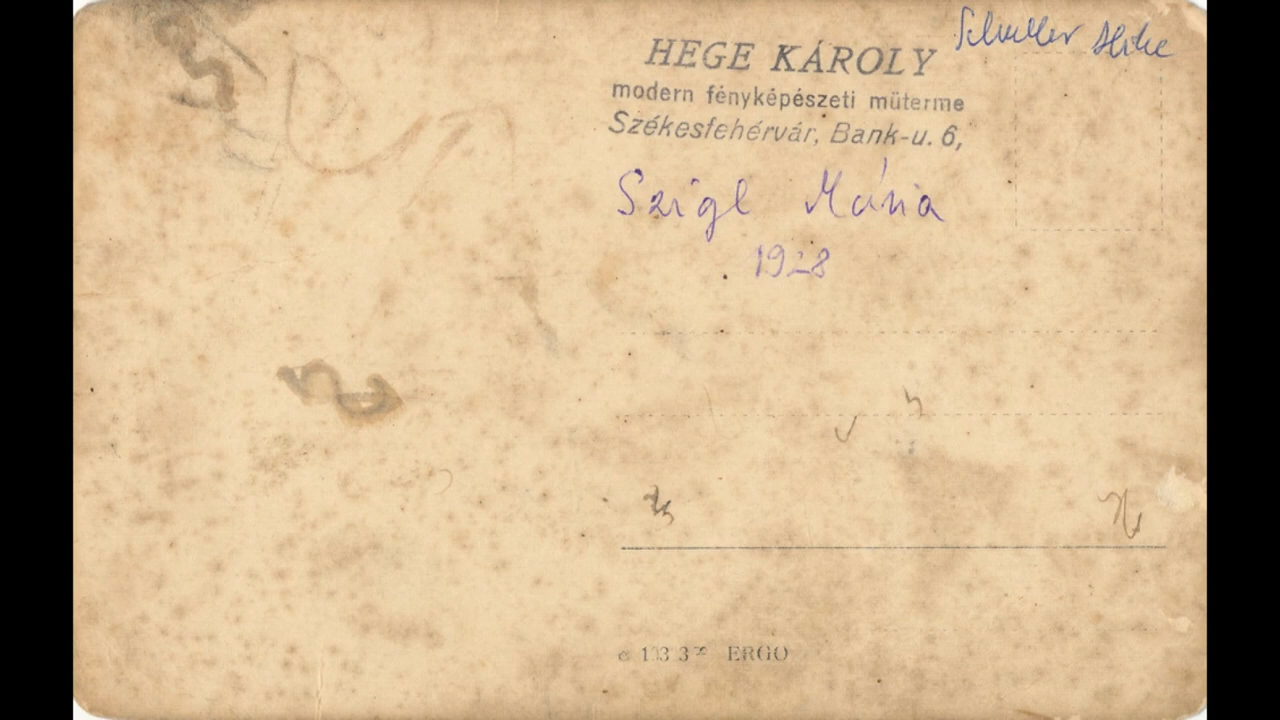 HEGE KÁROLY
modern fényképészeti műterme
Székesfehérvár, Bank-u. 6,
Szigl Mária
1928
ERGO